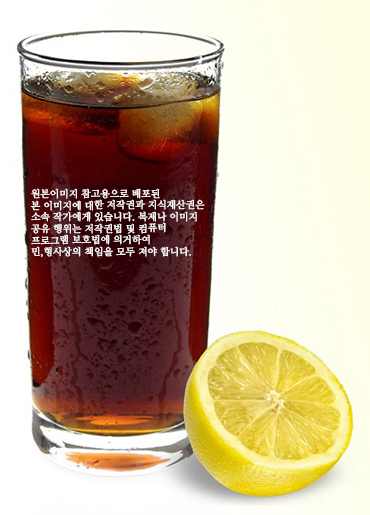 원본이미지 참고용으로 배포된
본 이미지에 대한 저작권과 지식재산권은
소속 작가에게 있습니다. 복제나 이미지
공유 행위는 저작권법 및 컴퓨터
프로그램 보호법에 의거하여
민,형사상의 책임을 모두 져야 합니다.